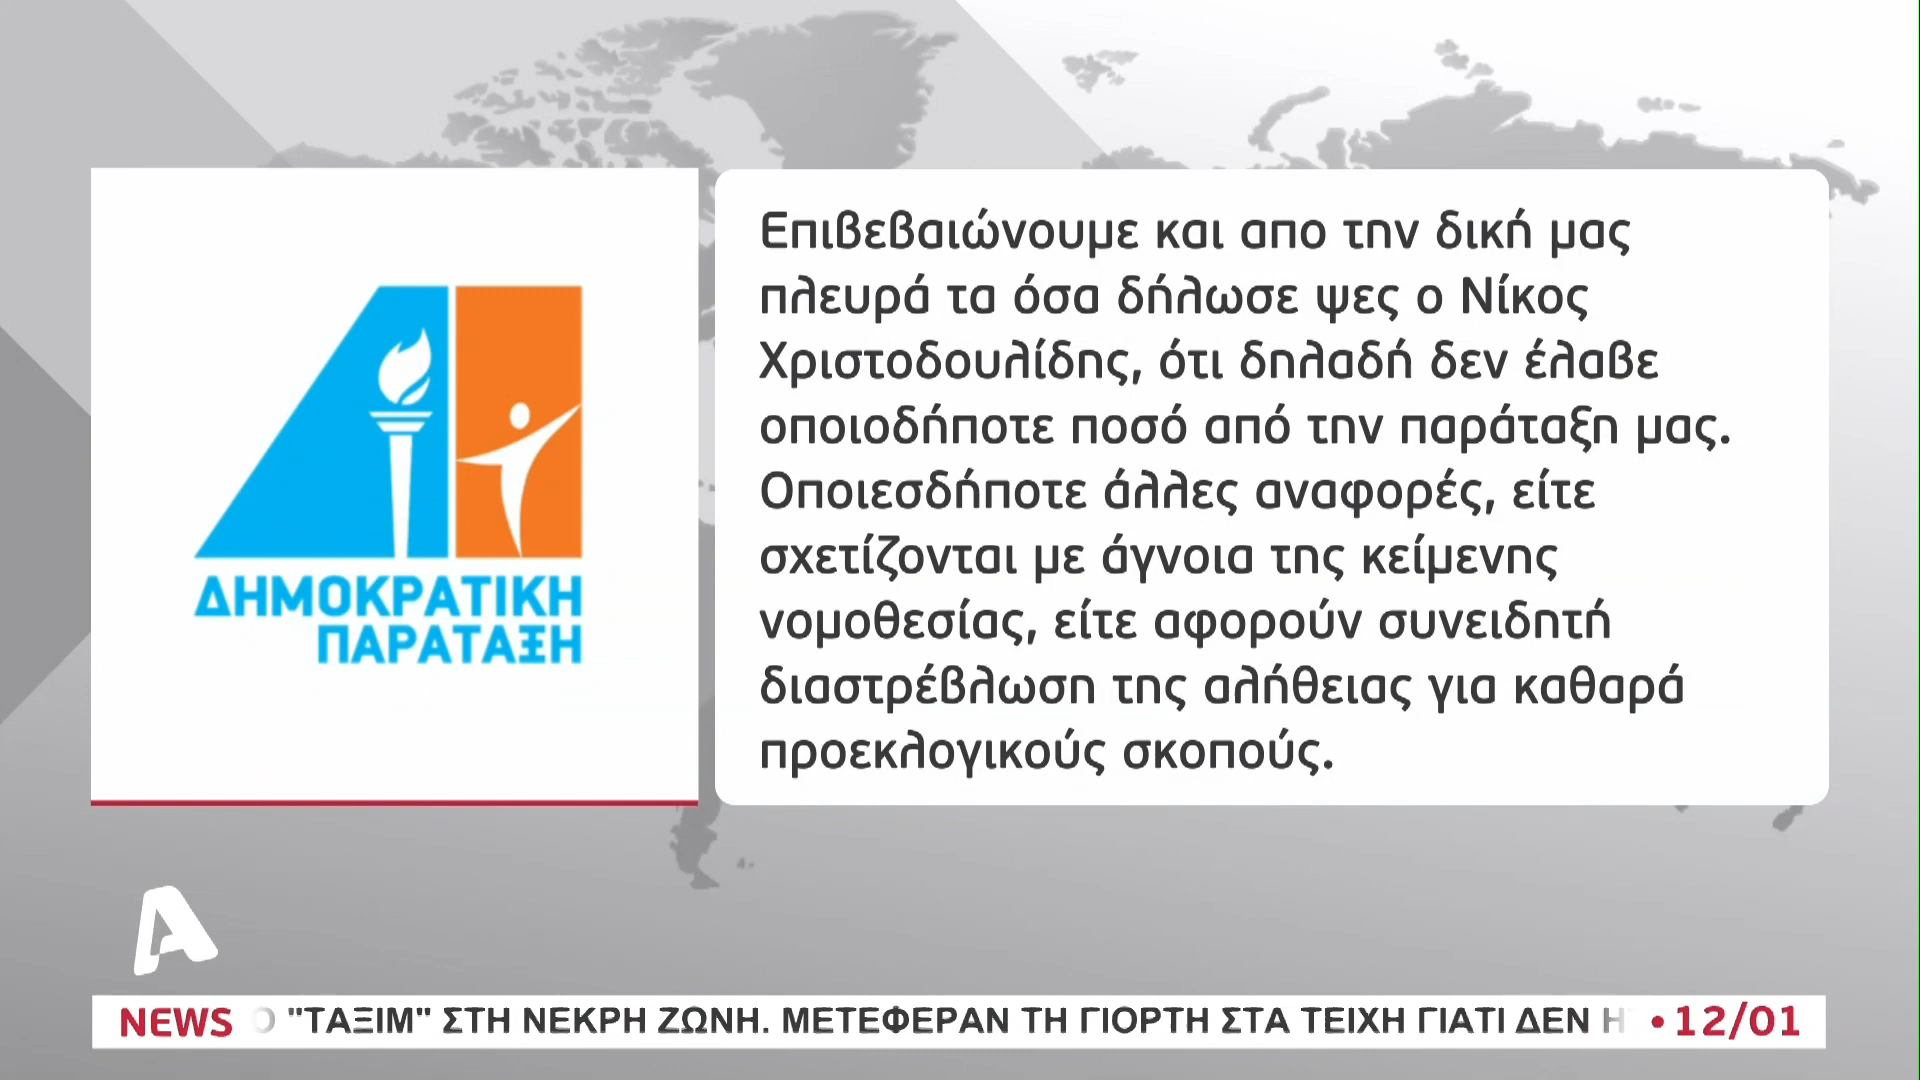 Επιβεβαιώνουμε και απο την δική μας
πλευρά τα όσα δήλωσε ψες ο Νίκος
Χριστοδουλίδης, ότι δηλαδή δεν έλαβε
οποιοδήποτε ποσό από την παράταξη μας.
Οποιεσδήποτε άλλες αναφορές, είτε
σχετίζονται με άγνοια της κείμενης
νομοθεσίας, είτε αφορούν συνειδητή
διαστρέβλωση της αλήθειας για καθαρά
προεκλογικούς σκοπούς.
ΔΗΜΟΚΡΑΤΙΚΗ
ΠΑΡΑΤΑΞΗ
NEWS Ο "ΤΑΞΙΜ" ΣΤΗ ΝΕΚΡΗ ΖΩΝΗ. ΜΕΤΕΦΕΡΑΝ ΤΗ ΓΙΟΡΤΗ ΣΤΑ ΤΕΙΧΗ ΓΙΑΤΙ ΔΕΝ •12/01